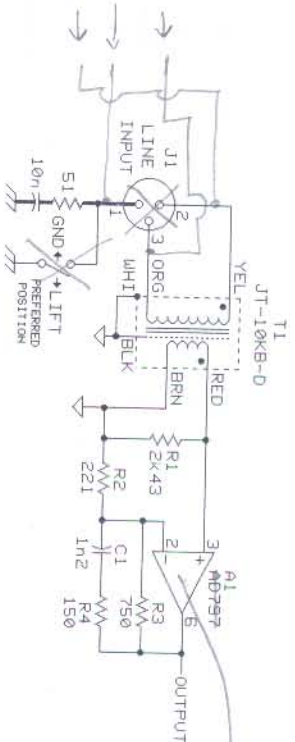 J1
LINE
INPUT
1
2
3
51
10n
GND
LIFT
PREFERRED
POSITION
T1
JT-10KB-D
YEL
ORG
WHI
BLK
BRN
RED
R1
2K43
R2
221
C1
1n2
R3
750
R4
150
A1
AD797
3
2
6
+
-
OUTPUT